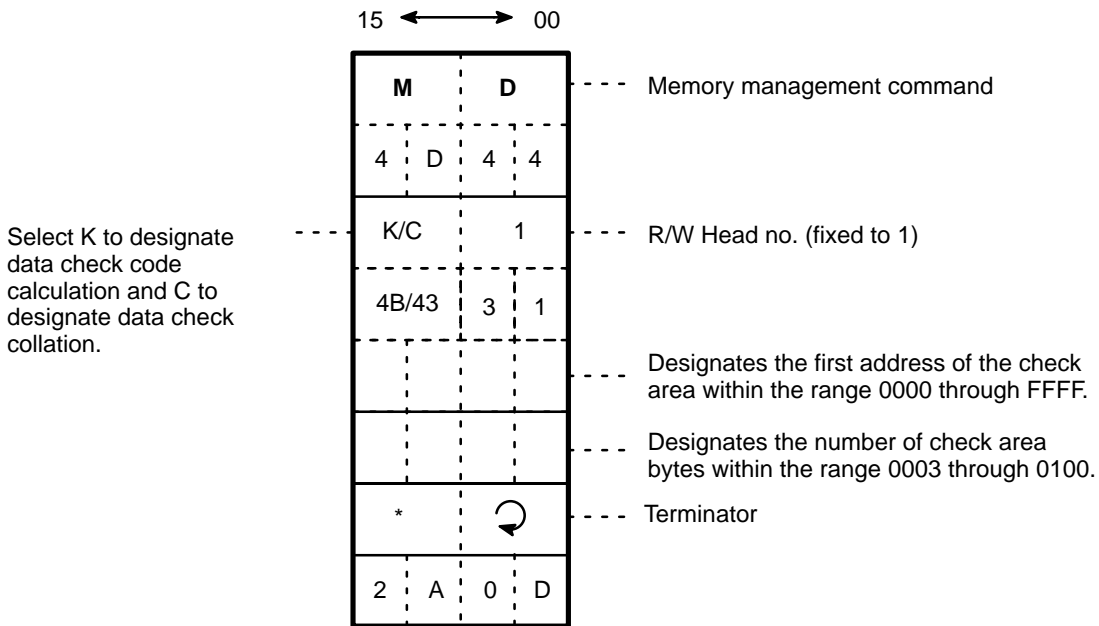 15 00
M D Memory management command
4 D 4 4
K/C 1 R/W Head no. (fixed to 1)
Select K to designate
data check code
calculation and C to
designate data check
collation.
4B/43 3 1
Designates the first address of the check
area within the range 0000 through FFFF.
Designates the number of check area
bytes within the range 0003 through 0100.
* Terminator
2 A 0 D